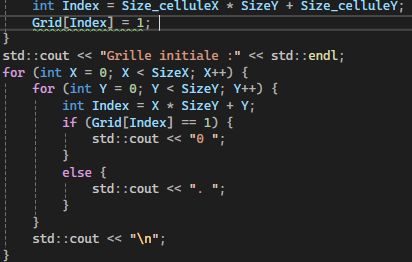 int Index = Size_celluleX * SizeY + Size_celluleY;
Grid[Index] = 1;
}
std::cout << "Grille initiale :" << std::endl;
for (int X = 0; X < SizeX; X++) {
for (int Y = 0; Y < SizeY; Y++) {
int Index = X * SizeY + Y;
if (Grid[Index] == 1) {
std::cout << "0 ";
}
else {
std::cout << ". ";
}
}
std::cout << "\n";
}